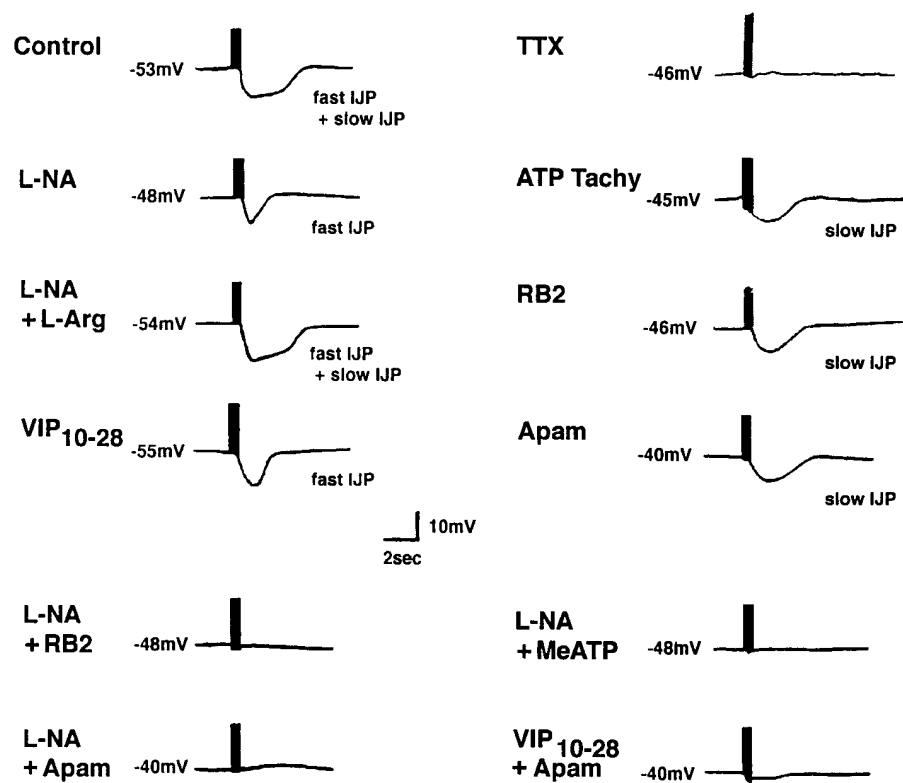 Control
-53mV
fast IJP
+ slow IJP
TTX
-46mV
L-NA
-48mV
fast IJP
ATP Tachy
-45mV
slow IJP
L-NA
+ L-Arg
-54mV
fast IJP
+ slow IJP
RB2
-46mV
slow IJP
VIP10-28
-55mV
fast IJP
Apam
-40mV
slow IJP
10mV
2sec
L-NA
+ RB2
-48mV
L-NA
+ MeATP
-48mV
L-NA
+ Apam
-40mV
VIP10-28
+ Apam
-40mV